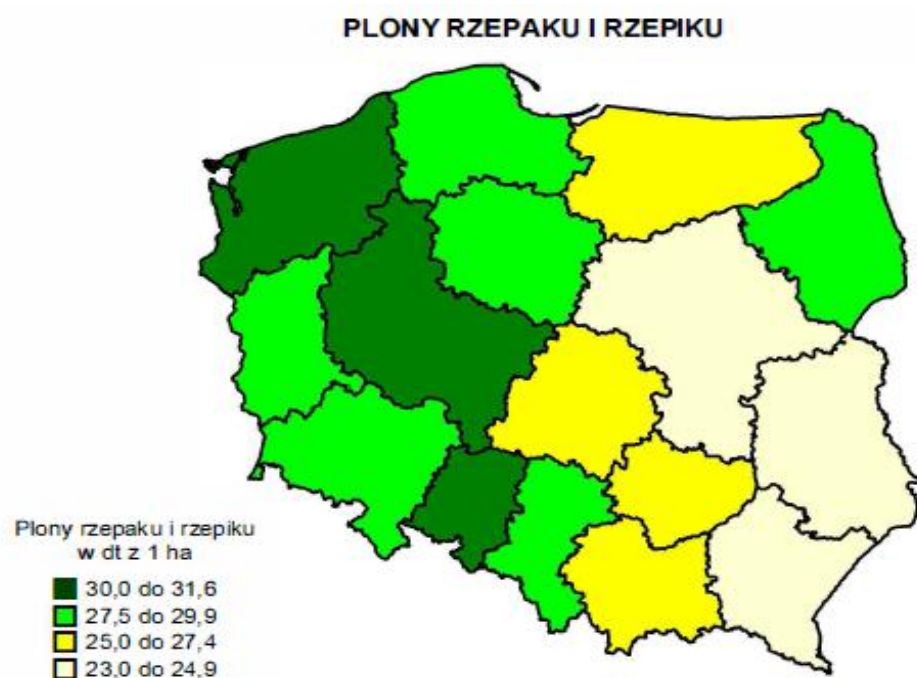 PLONY RZEPAKU I RZEPIKU
Plony rzepaku i rzepiku
w dt z 1 ha
30,0 do 31,6
27,5 do 29,9
25,0 do 27,4
23,0 do 24,9